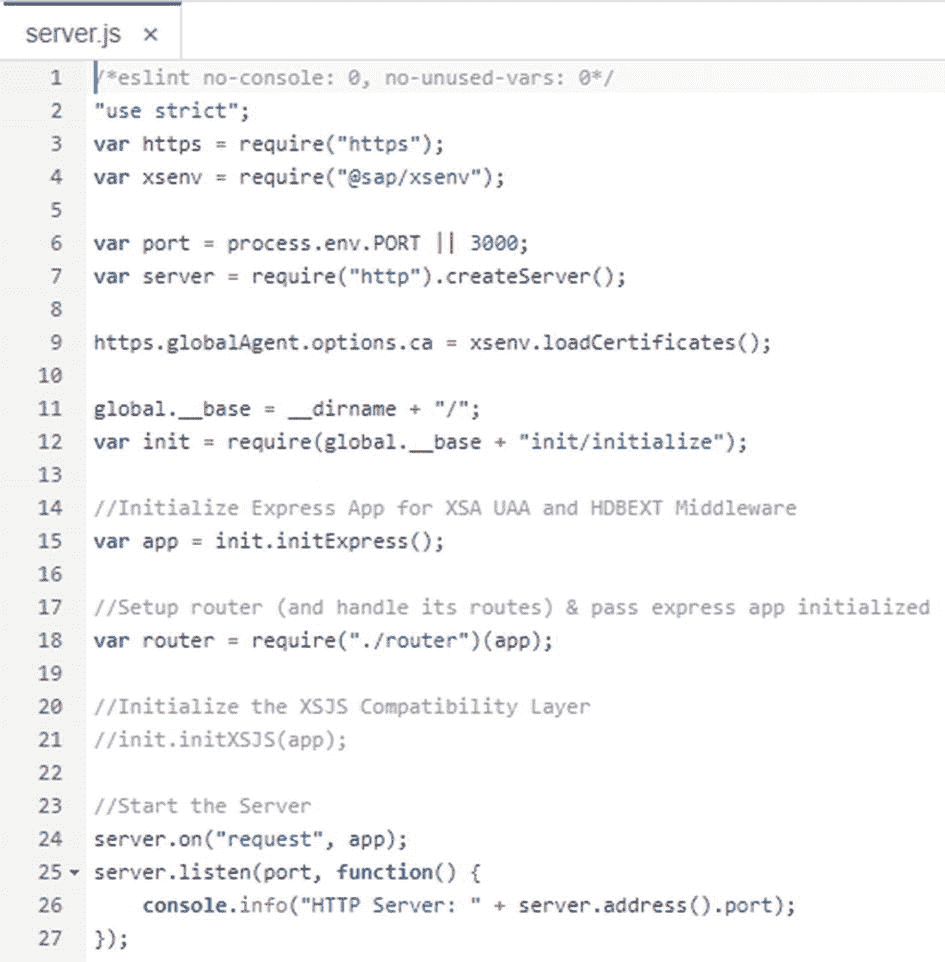 server.js ×
1 /*eslint no-console: 0, no-unused-vars: 0*/
2 "use strict";
3 var https = require("https");
4 var xsenv = require("@sap/xsenv");
5
6 var port = process.env.PORT || 3000;
7 var server = require("http").createServer();
8
9 https.globalAgent.options.ca = xsenv.loadCertificates();
10
11 global.__base = __dirname + "/";
12 var init = require(global.__base + "init/initialize");
13
14 //Initialize Express App for XSA UAA and HDBEXT Middleware
15 var app = init.initExpress();
16
17 //Setup router (and handle its routes) & pass express app initialized
18 var router = require("./router")(app);
19
20 //Initialize the XSJS Compatibility Layer
21 //init.initXSJS(app);
22
23 //Start the Server
24 server.on("request", app);
25 server.listen(port, function() {
26     console.info("HTTP Server: " + server.address().port);
27 });